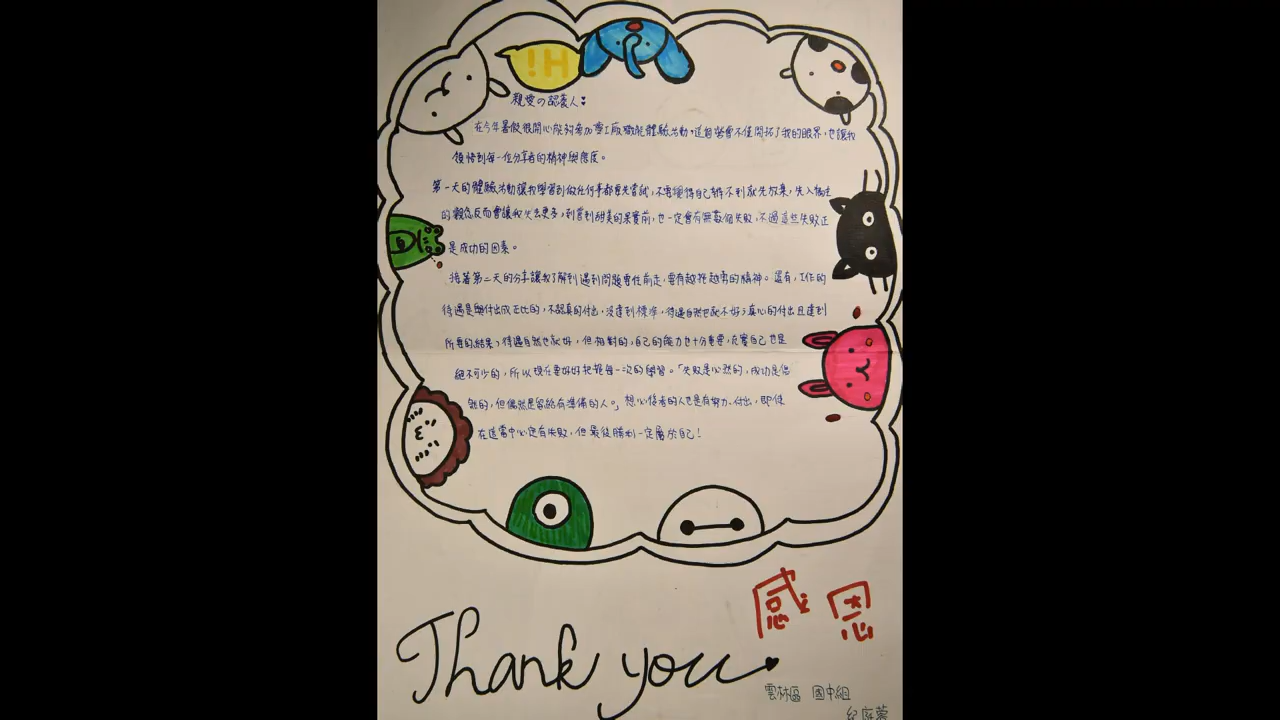 Hi!
親愛の認養人:
在今年暑假很開心能夠參加 職能體驗活動,這個 會不僅開拓了我的眼界,也讓我
領悟到每一位分享者的精神與態度。
第一天的體驗活動讓我學習到做任何事都要先嘗試,不要覺得自己辦不到就先放棄,先入為主
的觀念反而會讓我失去更多,到嘗到甜美的果實前,也一定會有無數個失敗,不過這些失敗正
是成功的因素。
接著第二天的分享讓我了解到遇到問題要往前走,要有越挫越勇的精神。還有,工作的
待遇是與付出成正比的,不認真的付出,沒達到標準,待遇自然也就不好;真心的付出且達到
所要的結果,待遇自然也就好,但相對的,自己的能力也十分重要,充實自己也是
絕不可少的,所以現在要好好把握每一次的學習。「失敗是必然的,成功是偶
然的,但偶然是留給有準備的人。」想必
的人也是有努力、付出,即使
在這當中必定有失敗,但最後勝利一定屬於自己!
感恩
Thank you
雲林區 國中組
紀庭